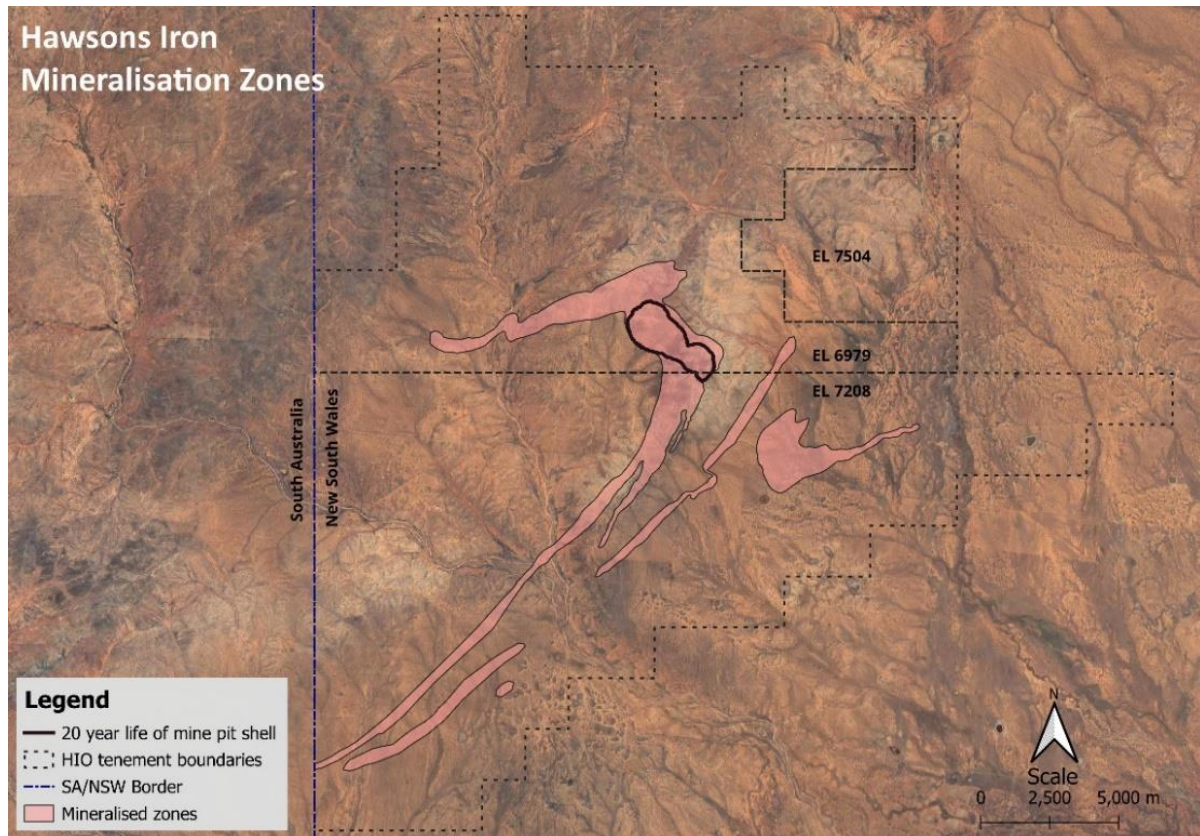 Hawsons Iron
Mineralisation Zones
EL 7504
EL 6979
EL 7208
South Australia
New South Wales
Legend
20 year life of mine pit shell
HIO tenement boundaries
SA/NSW Border
Mineralised zones
N
Scale
0 2,500 5,000 m